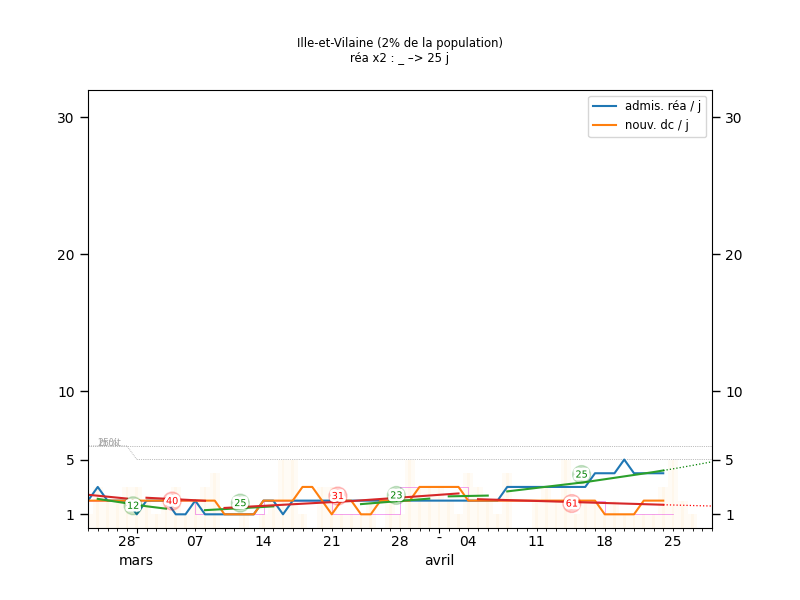 Ille-et-Vilaine (2% de la population)
réa x2 : _ –> 25 j
admis. réa / j
nouv. dc / j
30 30
20 20
10 10
5 25 5
12 40 25 31 23 61
1 1
28 07 14 21 28 04 11 18 25
mars avril